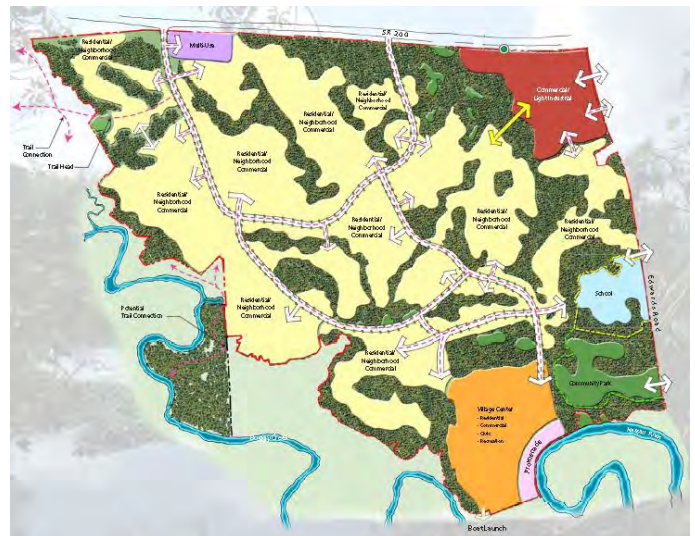 SR 200
Residential/
Neighborhood
Commercial
Multi-Use
Commercial/
Light Industrial
Residential/
Neighborhood
Commercial
Residential/
Neighborhood
Commercial
Trail
Connection
Trail Head
Residential/
Neighborhood
Commercial
Residential/
Neighborhood
Commercial
Residential/
Neighborhood
Commercial
Residential/
Neighborhood
Commercial
Residential/
Neighborhood
Commercial
Edwards Road
School
Potential
Trail Connection
Residential/
Neighborhood
Commercial
Residential/
Neighborhood
Commercial
Community Park
Village Center
- Residential
- Commercial
- Civic
- Recreation
Promenade
Boat Launch